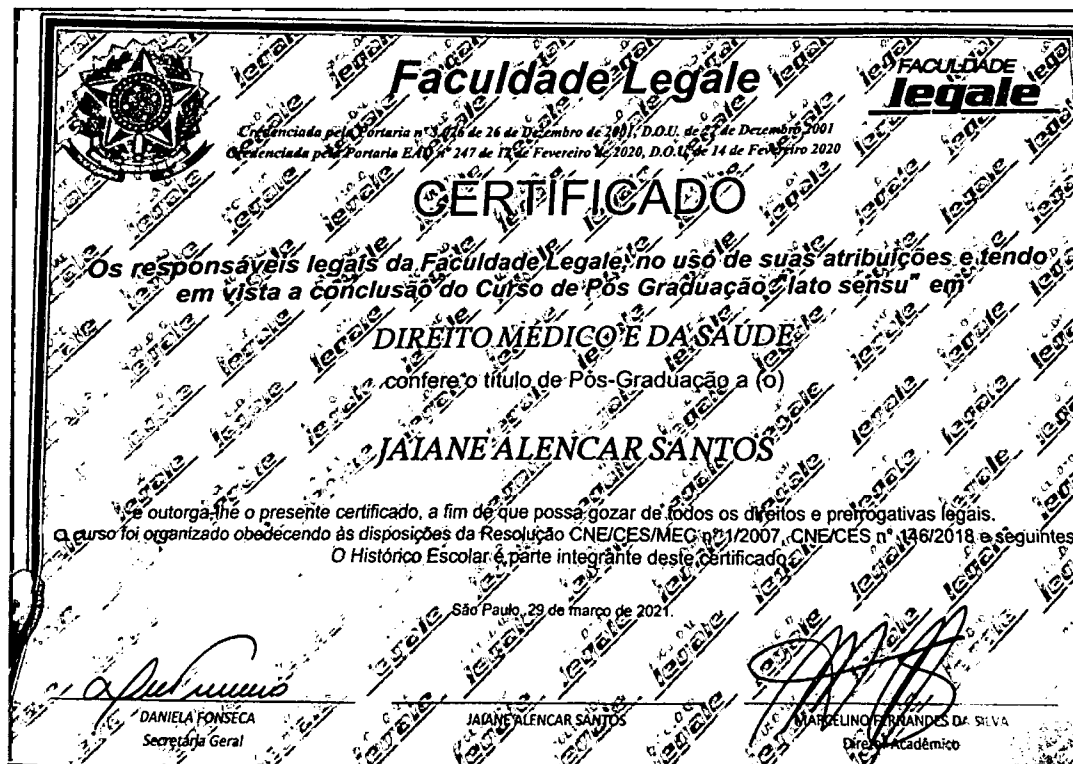 Faculdade Legale
FACULDADE
legale
Credenciada pela Portaria nº 3.026 de 26 de Dezembro de 2001, D.O.U. de 27 de Dezembro 2001
Credenciada pela Portaria EAD nº 247 de 12 de Fevereiro de 2020, D.O.U. de 14 de Fevereiro 2020
CERTIFICADO
Os responsáveis legais da Faculdade Legale, no uso de suas atribuições e tendo
em vista a conclusão do Curso de Pós Graduação "lato sensu" em
DIREITO MÉDICO E DA SAÚDE
confere o título de Pós-Graduação a (o)
JAIANE ALENCAR SANTOS
e outorga-lhe o presente certificado, a fim de que possa gozar de todos os direitos e prerrogativas legais.
O curso foi organizado obedecendo às disposições da Resolução CNE/CES/MEC nº 1/2007, CNE/CES nº 146/2018 e seguintes
O Histórico Escolar é parte integrante deste certificado.
São Paulo, 29 de março de 2021.
DANIELA FONSECA
Secretária Geral
JAIANE ALENCAR SANTOS
MARCELINO FERNANDES DA SILVA
Diretor Acadêmico